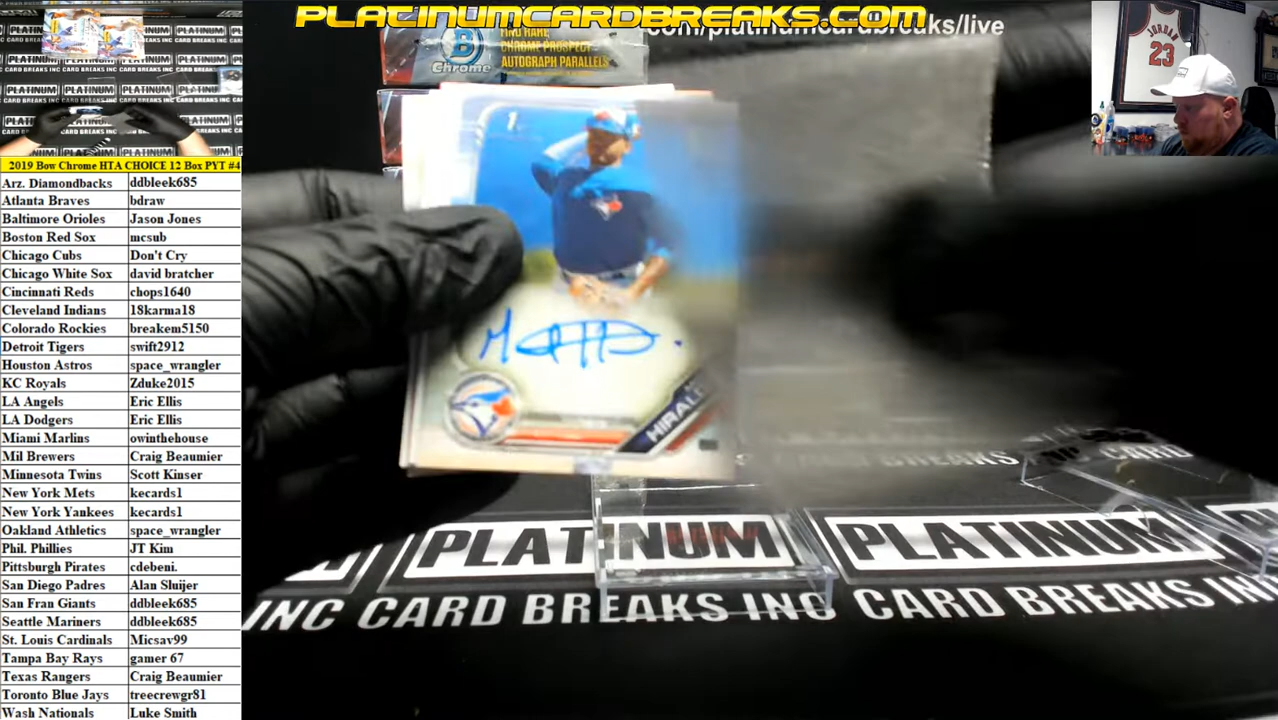 PLATINUMCARDBREAKS.COM
.com/platinumcardbreaks/live
Chrome
FIND RARE
CHROME PROSPECT
AUTOGRAPH PARALLELS
JORDAN
23
2019 Bow Chrome HTA CHOICE 12 Box PYT #4
Arz. Diamondbacks ddbleek685
Atlanta Braves bdraw
Baltimore Orioles Jason Jones
Boston Red Sox mcsub
Chicago Cubs Don't Cry
Chicago White Sox david bratcher
Cincinnati Reds chops1640
Cleveland Indians 18karma18
Colorado Rockies breakem5150
Detroit Tigers swift2912
Houston Astros space_wrangler
KC Royals Zduke2015
LA Angels Eric Ellis
LA Dodgers Eric Ellis
Miami Marlins owinthehouse
Mil Brewers Craig Beaumier
Minnesota Twins Scott Kinser
New York Mets kecards1
New York Yankees kecards1
Oakland Athletics space_wrangler
Phil. Phillies JT Kim
Pittsburgh Pirates cdebeni.
San Diego Padres Alan Sluijer
San Fran Giants ddbleek685
Seattle Mariners ddbleek685
St. Louis Cardinals Micsav99
Tampa Bay Rays gamer 67
Texas Rangers Craig Beaumier
Toronto Blue Jays treecrewgr81
Wash Nationals Luke Smith
PLATINUM PLATINUM
INC CARD BREAKS INC CARD BREAKS IN